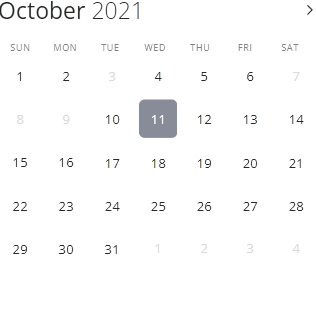 October 2021
SUN MON TUE WED THU FRI SAT
1 2 3 4 5 6 7
8 9 10 11 12 13 14
15 16 17 18 19 20 21
22 23 24 25 26 27 28
29 30 31 1 2 3 4